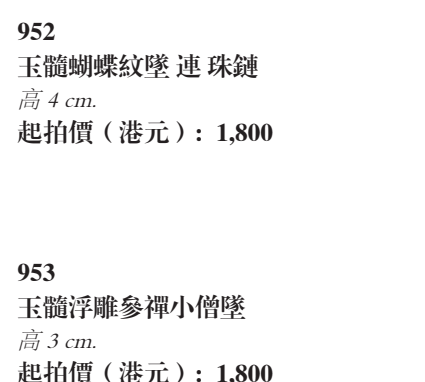 952
玉髓蝴蝶紋墜 連 珠鏈
高 4 cm.
起拍價（港元）: 1,800
953
玉髓浮雕參禪小僧墜
高 3 cm.
起拍價（港元）: 1,800